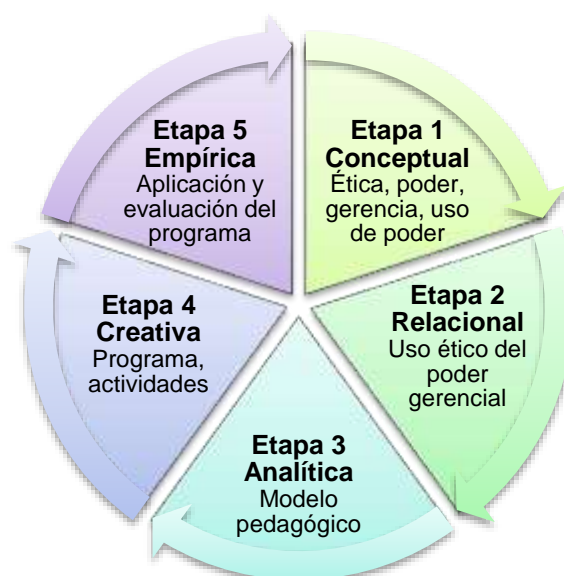 Etapa 1
Conceptual
Ética, poder,
gerencia, uso
de poder
Etapa 2
Relacional
Uso ético del
poder
gerencial
Etapa 3
Analítica
Modelo
pedagógico
Etapa 4
Creativa
Programa,
actividades
Etapa 5
Empírica
Aplicación y
evaluación del
programa